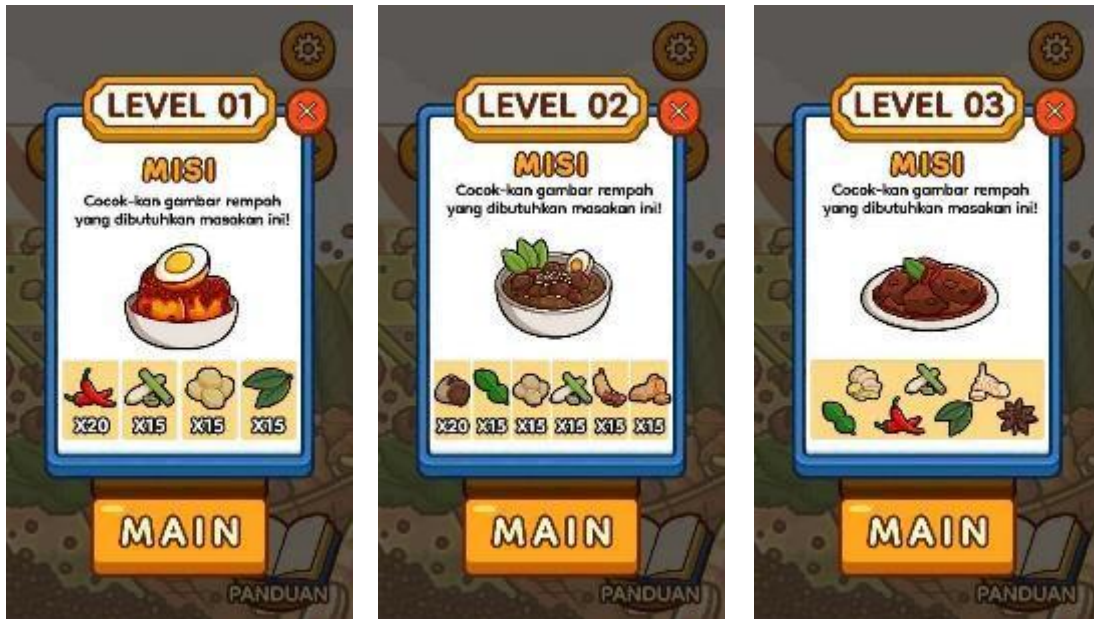 LEVEL 01
MISI
Cocok-kan gambar rempah
yang dibutuhkan masakan ini!
X20 X15 X15 X15
MAIN
PANDUAN
LEVEL 02
MISI
Cocok-kan gambar rempah
yang dibutuhkan masakan ini!
X20 X15 X15 X15 X15 X15
MAIN
PANDUAN
LEVEL 03
MISI
Cocok-kan gambar rempah
yang dibutuhkan masakan ini!
MAIN
PANDUAN